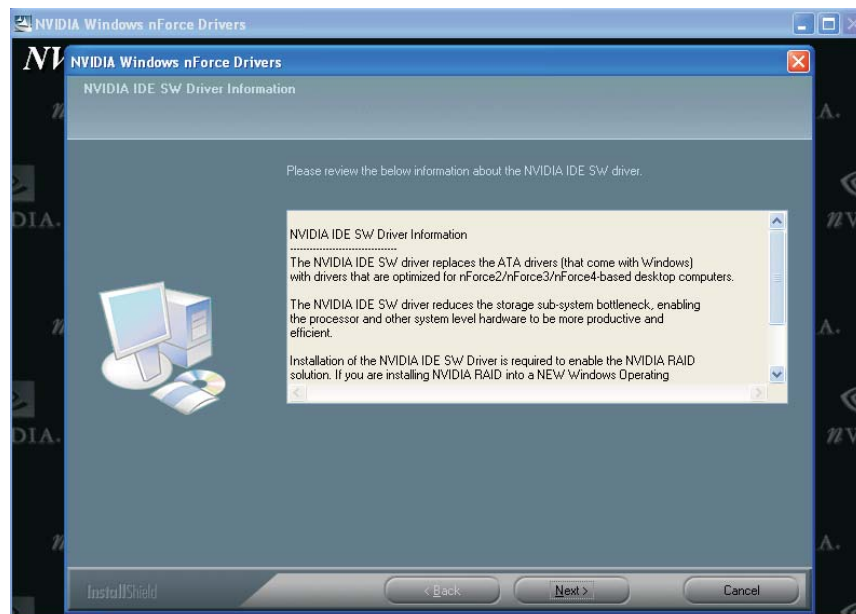 NVIDIA Windows nForce Drivers
NVIDIA Windows nForce Drivers
NVIDIA IDE SW Driver Information
Please review the below information about the NVIDIA IDE SW driver.
NVIDIA IDE SW Driver Information
--------------------------------
The NVIDIA IDE SW driver replaces the ATA drivers (that come with Windows)
with drivers that are optimized for nForce2/nForce3/nForce4-based desktop computers.
The NVIDIA IDE SW driver reduces the storage sub-system bottleneck, enabling
the processor and other system level hardware to be more productive and
efficient.
Installation of the NVIDIA IDE SW Driver is required to enable the NVIDIA RAID
solution. If you are installing NVIDIA RAID into a NEW Windows Operating
InstallShield
< Back
Next >
Cancel